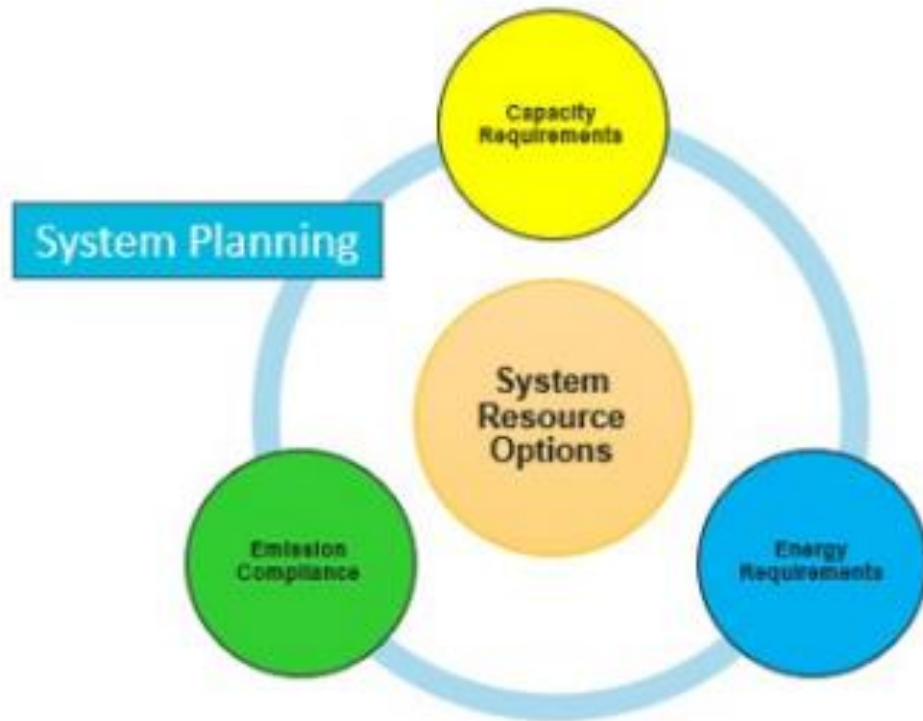 Capacity
Requirements
System Planning
System
Resource
Options
Emission
Compliance
Energy
Requirements